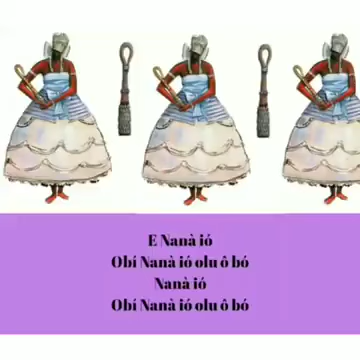 E Nanà ió
Obí Nanà ió olu ô bó
Nanà ió
Obí Nanà ió olu ô bó